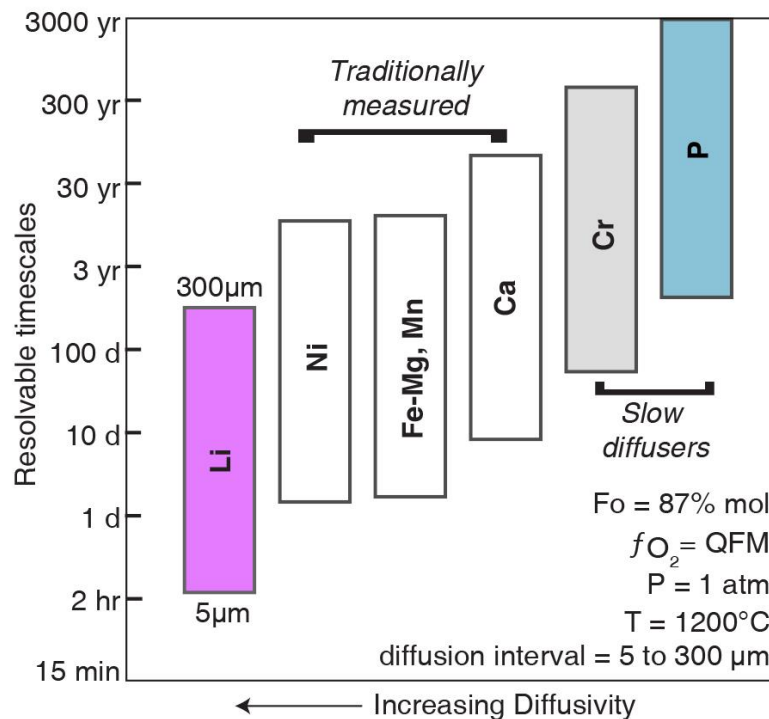 3000 yr
300 yr
30 yr
3 yr
100 d
10 d
1 d
2 hr
15 min
Resolvable timescales
Traditionally
measured
300µm
Li
5µm
Ni
Fe-Mg, Mn
Ca
Cr
P
Slow
diffusers
Fo = 87% mol
ƒO₂= QFM
P = 1 atm
T = 1200°C
diffusion interval = 5 to 300 µm
← Increasing Diffusivity